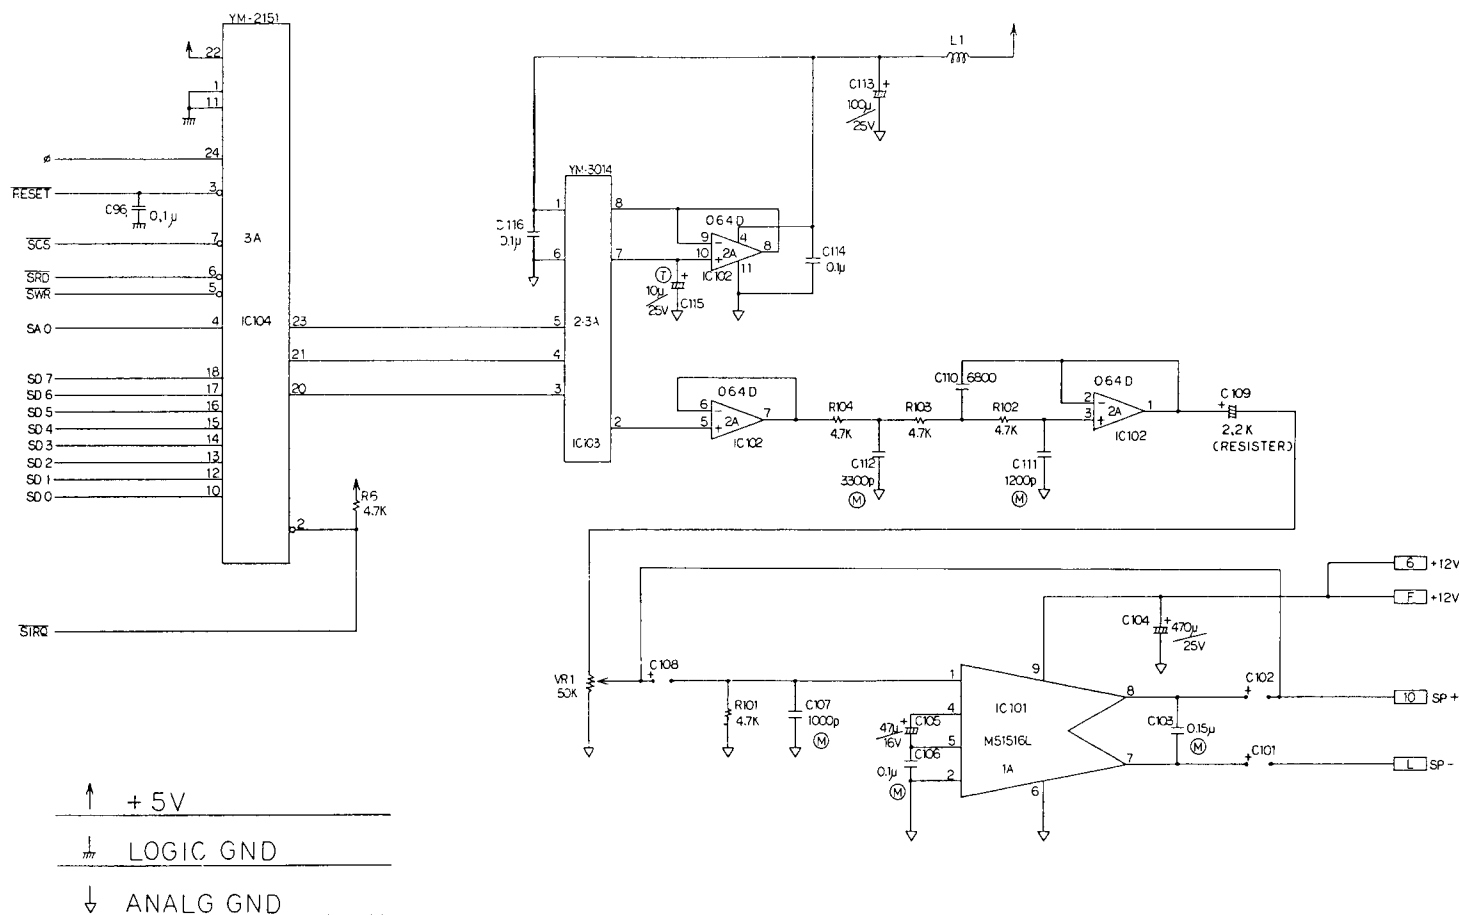 YM-2151
22
1
11
24
ø
RESET
3
C96
0,1µ
SCS
7
3A
SRD
6
SWR
5
SA0
4
IC104
23
21
20
SD7
18
SD6
17
SD5
16
SD4
15
SD3
14
SD2
13
SD1
12
SD0
10
2
R6
4.7K
SIRQ
L1
C113
+
100µ
25V
YM-3014
1
8
C116
0.1µ
6
7
5
2-3A
4
3
2
IC103
064D
9
−
4
10
+
2A
8
11
IC102
C114
0.1µ
T
+
10µ
25V
C115
064D
6
−
5
+
2A
7
IC102
R104
4.7K
C112
3300p
M
R103
4.7K
C110
6800
R102
4.7K
C111
1200p
M
064D
2
−
3
+
2A
1
IC102
C109
+
2.2K
(RESISTER)
6
+12V
F
+12V
C104
+
470µ
25V
VR1
50K
C108
+
R101
4.7K
C107
1000p
M
1
9
4
IC101
8
47µ
16V
+
C105
5
M51516L
C106
0.1µ
M
2
1A
7
6
C103
0.15µ
M
C102
+
10
SP+
C101
+
L
SP-
+5V
LOGIC GND
ANALG GND